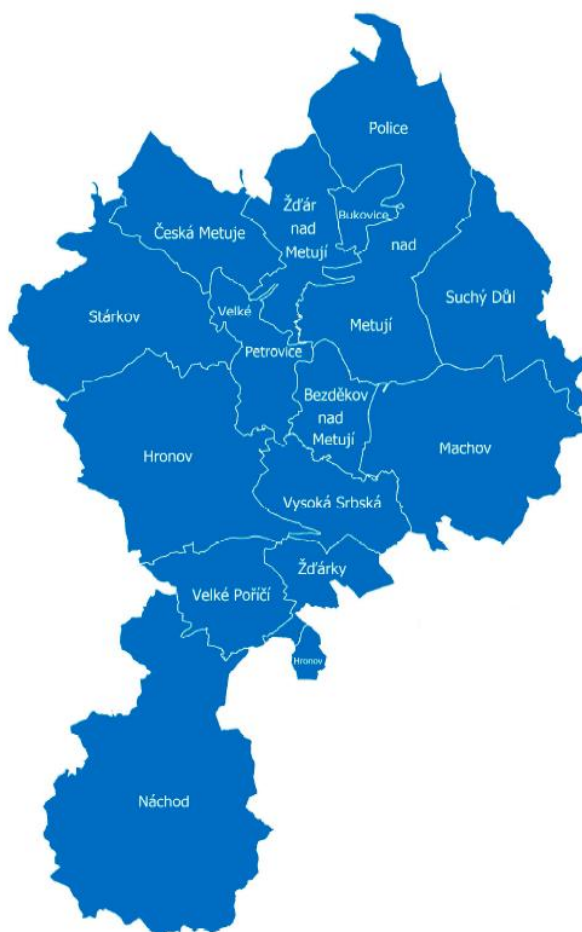 Police
nad
Metují
Bukovice
Žďár
nad
Metují
Česká Metuje
Suchý Důl
Stárkov
Velké
Petrovice
Bezděkov
nad
Metují
Machov
Hronov
Vysoká Srbská
Žďárky
Velké Poříčí
Hronov
Náchod